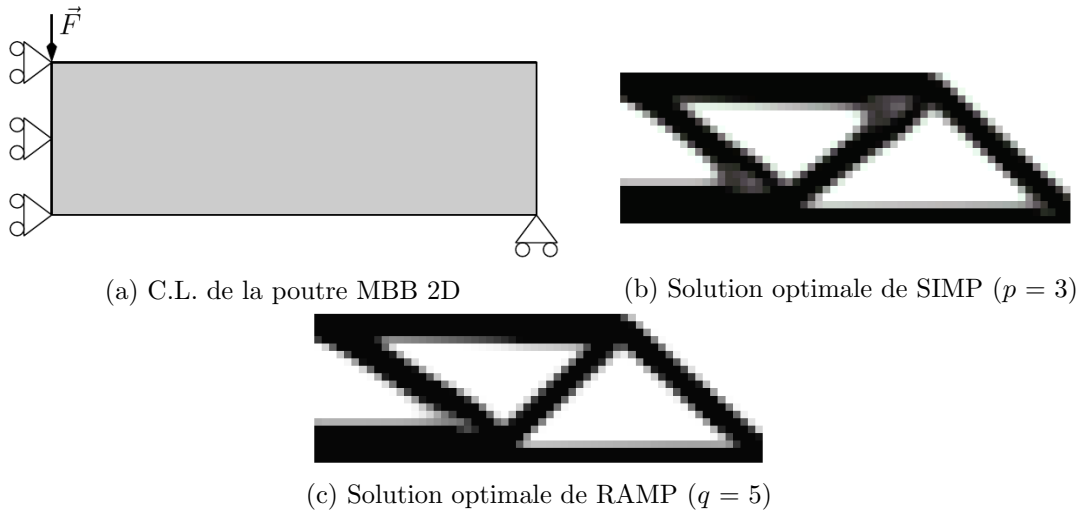 F⃗
(a) C.L. de la poutre MBB 2D
(b) Solution optimale de SIMP (p = 3)
(c) Solution optimale de RAMP (q = 5)